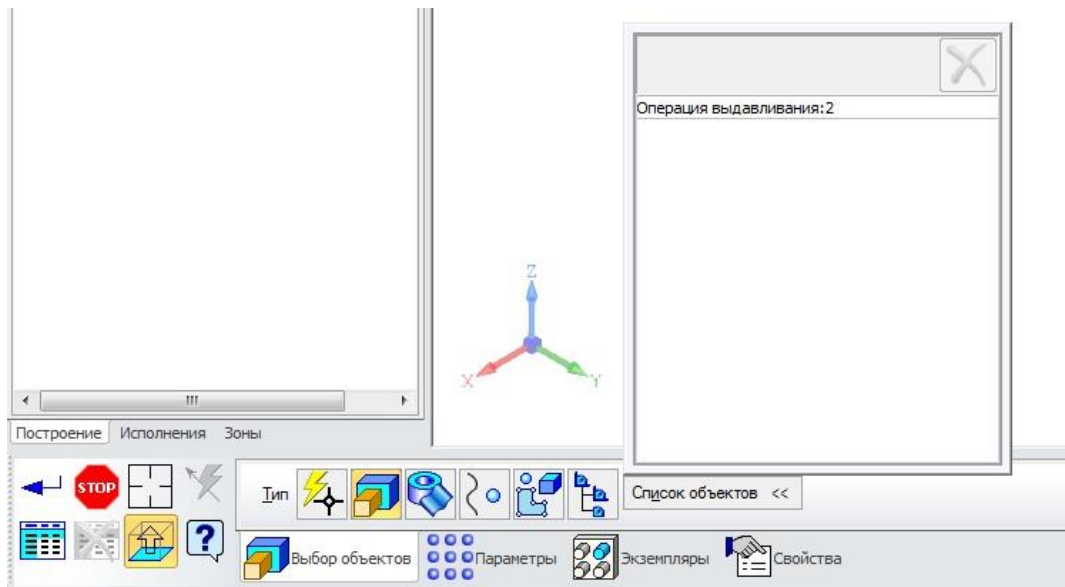 Операция выдавливания:2
Z
X
Y
Построение Исполнения Зоны
STOP
Тип
Список объектов <<
?
Выбор объектов Параметры Экземпляры Свойства